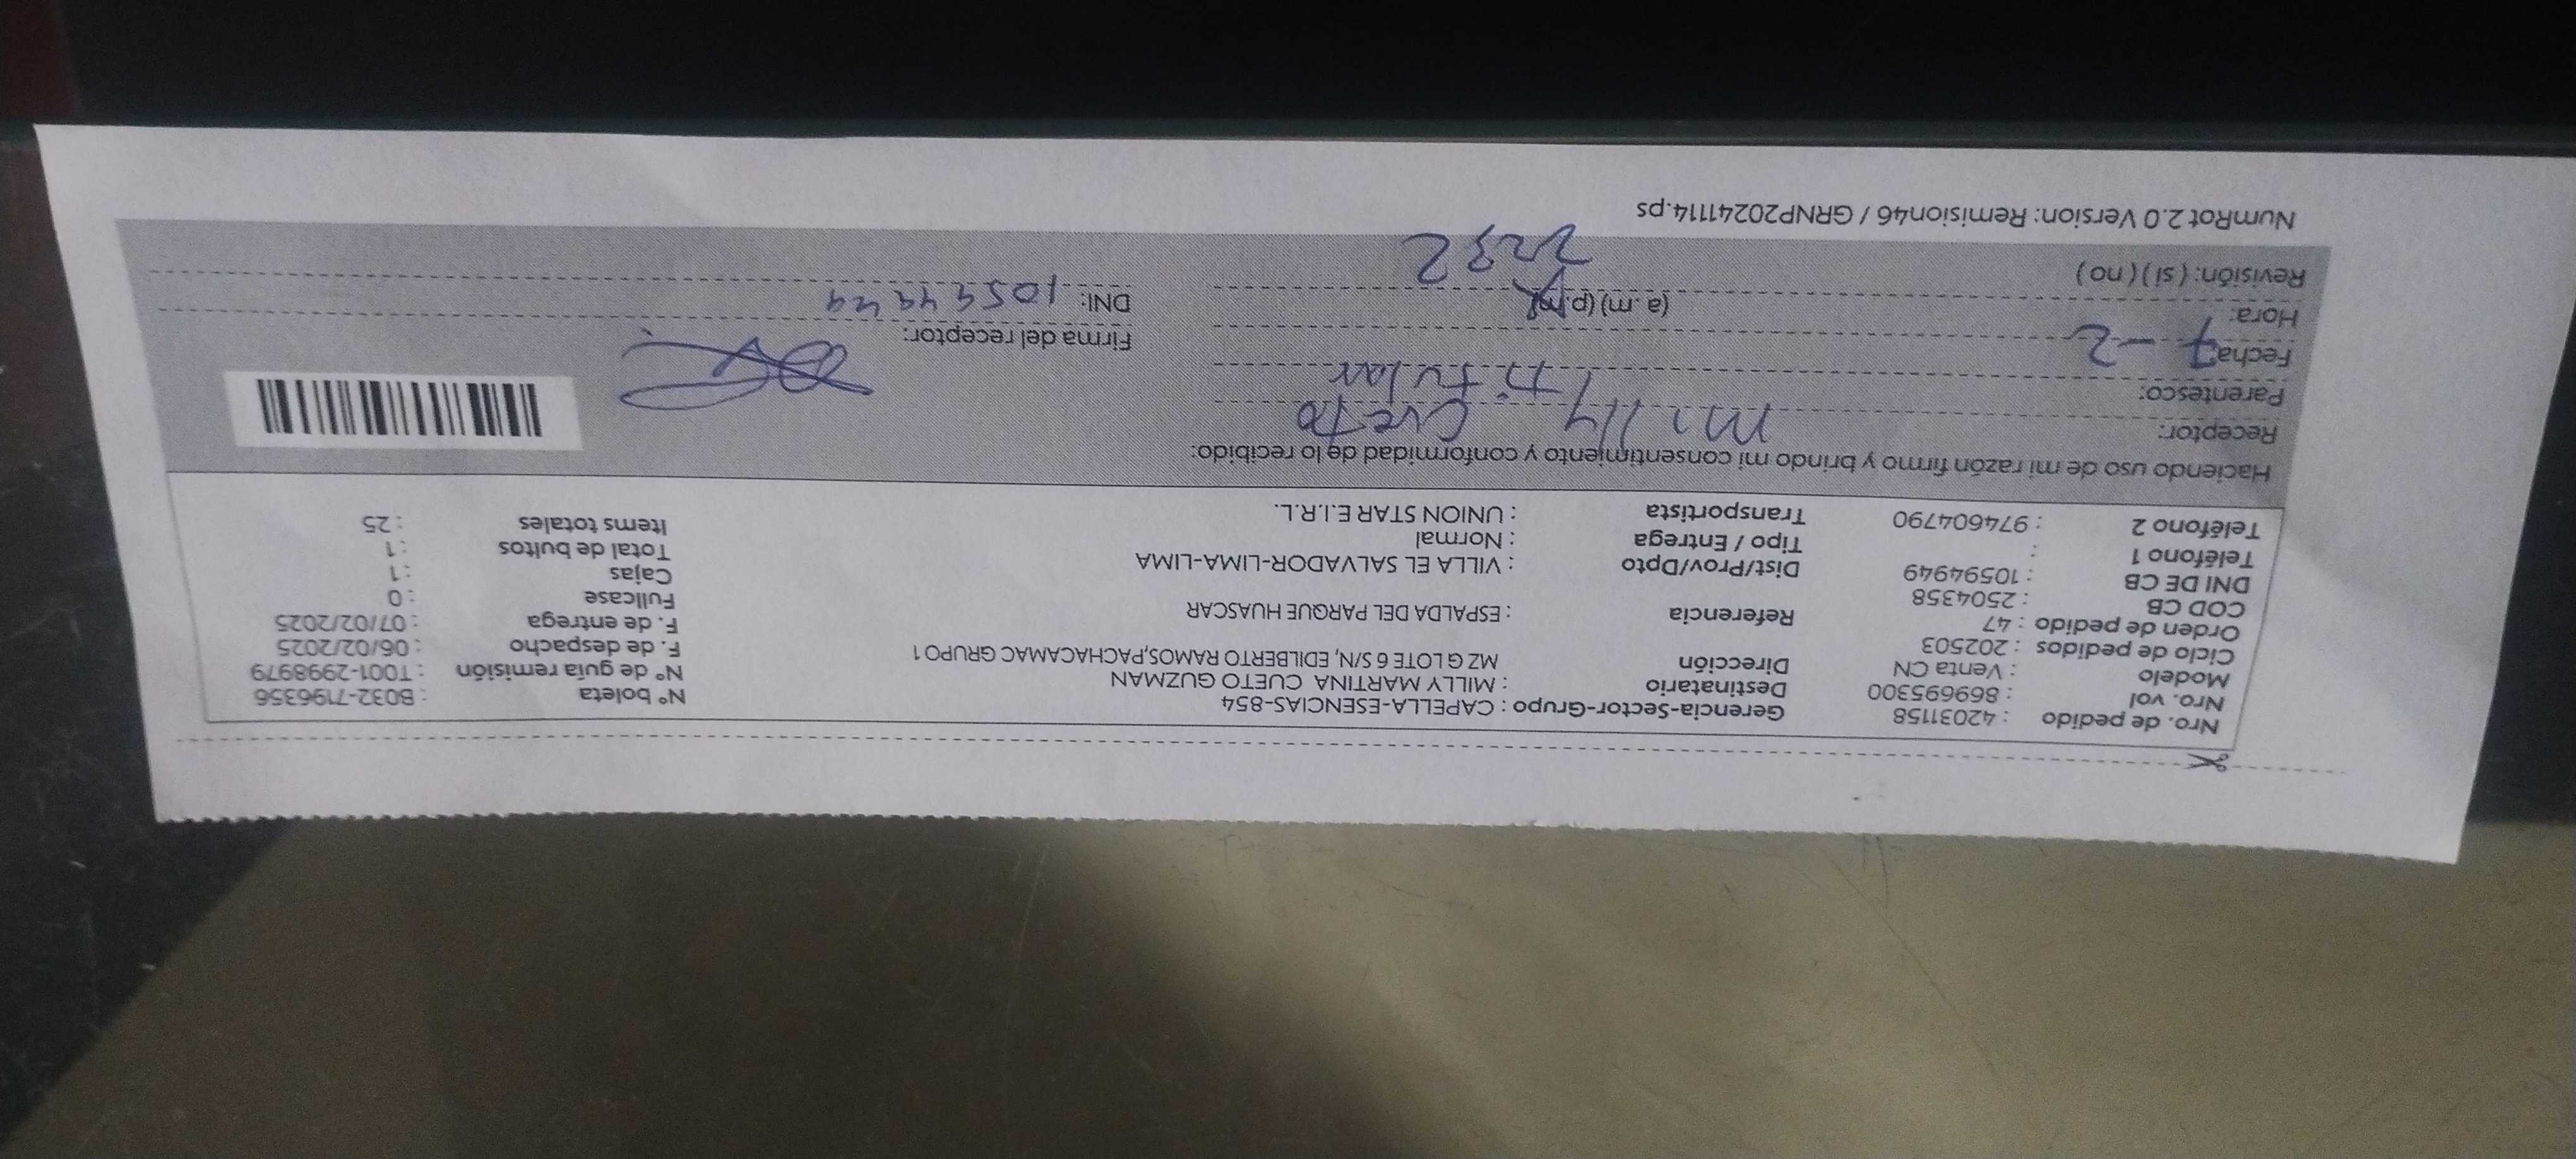 Nro. de pedido : 42031158 Gerencia-Sector-Grupo : CAPELLA-ESENCIAS-854 N° boleta : B032-7196356
Nro. vol : 869695300 Destinatario : MILLY MARTINA CUETO GUZMAN N° de guía remisión : T001-2998979
Modelo : Venta CN Dirección MZ G LOTE 6 S/N, EDILBERTO RAMOS,PACHACAMAC GRUPO 1 F. de despacho : 06/02/2025
Ciclo de pedidos : 202503 F. de entrega : 07/02/2025
Orden de pedido : 47 Referencia : ESPALDA DEL PARQUE HUASCAR Fullcase : 0
COD CB : 2504358 Cajas : 1
DNI DE CB : 10594949 Dist/Prov/Dpto : VILLA EL SALVADOR-LIMA-LIMA Total de bultos : 1
Teléfono 1 : Tipo / Entrega : Normal Items totales : 25
Teléfono 2 : 974604790 Transportista : UNION STAR E.I.R.L.
Haciendo uso de mi razón firmo y brindo mi consentimiento y conformidad de lo recibido:
Receptor: Milly Cueto
Parentesco: Titular
Fecha: 7-2 Firma del receptor:
Hora: (a.m) (p.m) DNI: 10594949
Revisión: (si) (no) 2232
NumRot 2.0 Version: Remision46 / GRNP20241114.ps